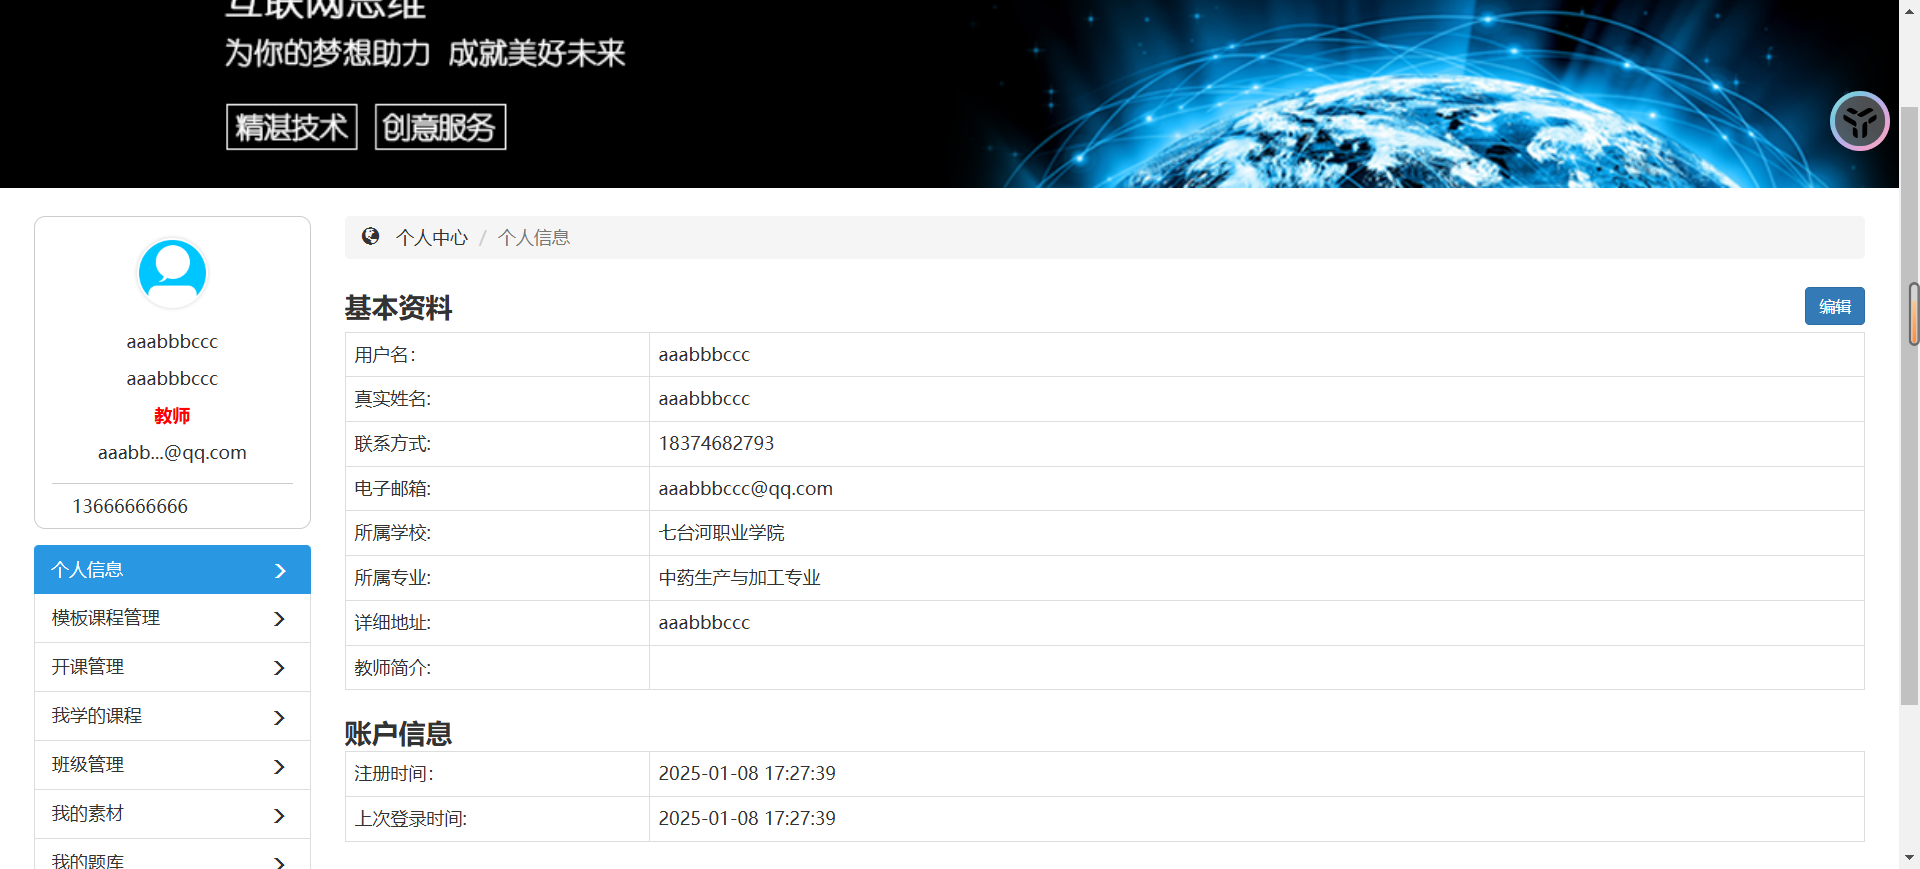 互联网思维
为你的梦想助力 成就美好未来
精湛技术 创意服务
aaabbbccc
aaabbbccc
教师
aaabb...@qq.com
13666666666
个人信息
模板课程管理
开课管理
我学的课程
班级管理
我的素材
我的题库
个人中心 / 个人信息
基本资料
编辑
用户名： aaabbbccc
真实姓名: aaabbbccc
联系方式: 18374682793
电子邮箱: aaabbbccc@qq.com
所属学校: 七台河职业学院
所属专业: 中药生产与加工专业
详细地址: aaabbbccc
教师简介:
账户信息
注册时间： 2025-01-08 17:27:39
上次登录时间: 2025-01-08 17:27:39